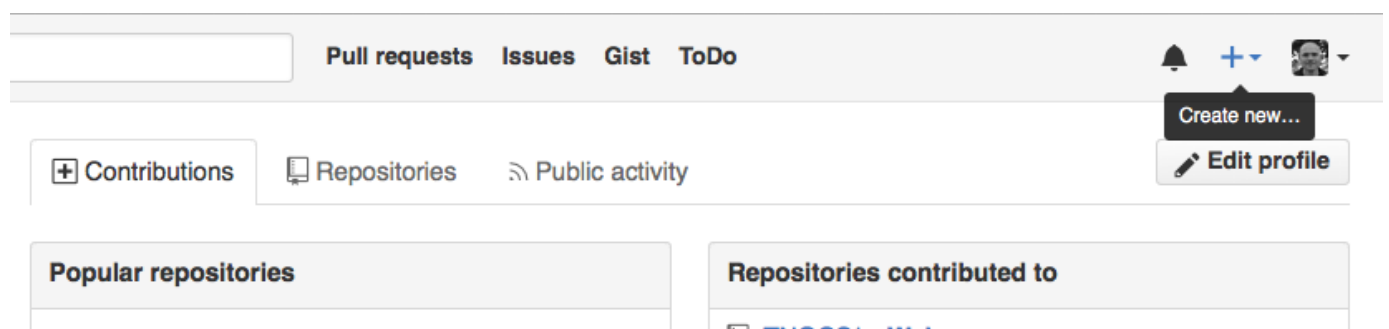 Pull requests Issues Gist ToDo
Create new...
Contributions Repositories Public activity
Edit profile
Popular repositories
Repositories contributed to